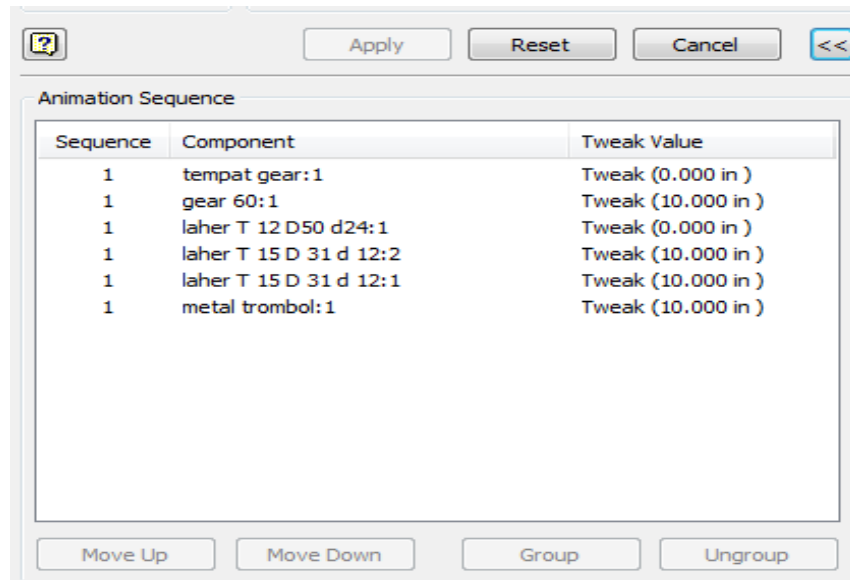 ? Apply Reset Cancel <<
Animation Sequence
Sequence Component Tweak Value
1 tempat gear:1 Tweak (0.000 in )
1 gear 60:1 Tweak (10.000 in )
1 laher T 12 D50 d24:1 Tweak (0.000 in )
1 laher T 15 D 31 d 12:2 Tweak (10.000 in )
1 laher T 15 D 31 d 12:1 Tweak (10.000 in )
1 metal trombol:1 Tweak (10.000 in )
Move Up Move Down Group Ungroup